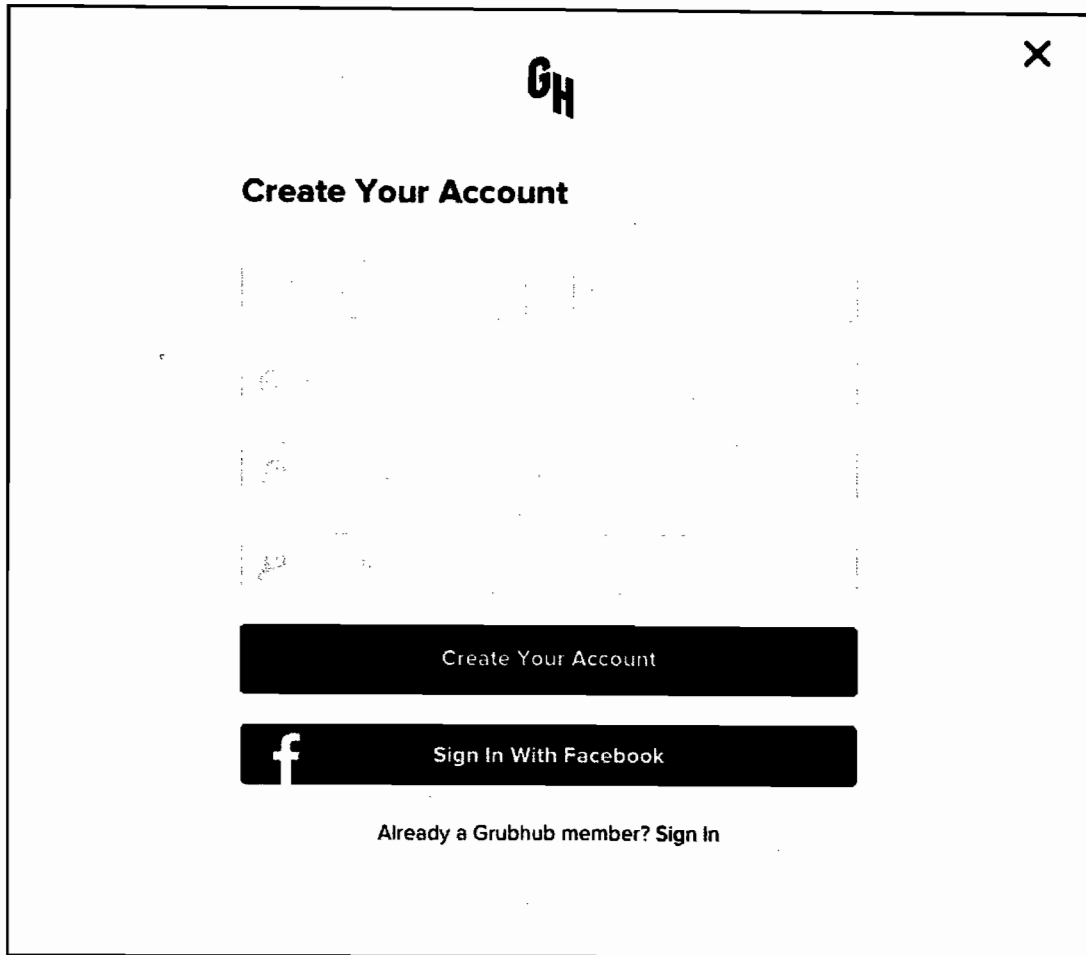 GH
Create Your Account
Create Your Account
f Sign In With Facebook
Already a Grubhub member? Sign In